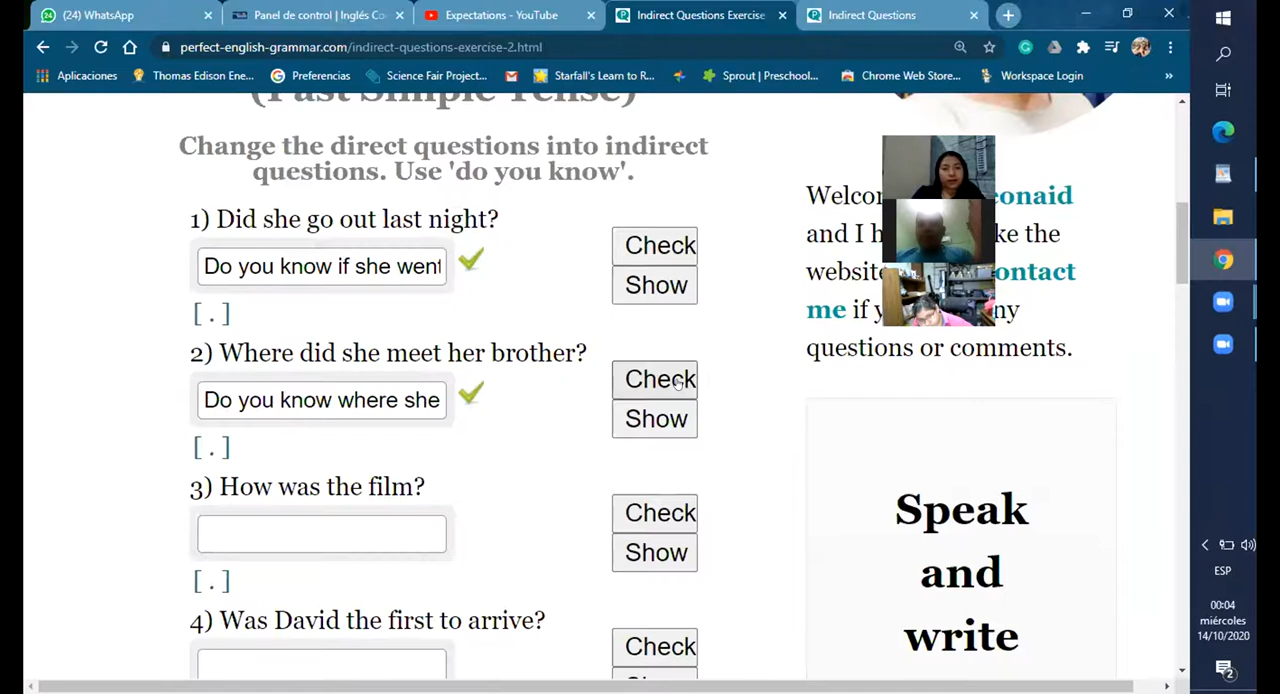 (24) WhatsApp
Panel de control | Inglés Co
Expectations - YouTube
Indirect Questions Exercise
Indirect Questions
perfect-english-grammar.com/indirect-questions-exercise-2.html
Aplicaciones
Thomas Edison Ene...
Preferencias
Science Fair Project...
Starfall's Learn to R...
Sprout | Preschool...
Chrome Web Store...
Workspace Login
»
(Past Simple Tense)
Change the direct questions into indirect
questions. Use 'do you know'.
1) Did she go out last night?
Do you know if she went
Check
Show
[ . ]
2) Where did she meet her brother?
Do you know where she
Check
Show
[ . ]
3) How was the film?
Check
Show
[ . ]
4) Was David the first to arrive?
Check
Welcon eonaid
and I h ke the
website ontact
me if y ny
questions or comments.
Speak
and
write
ESP
00:04
miércoles
14/10/2020
2